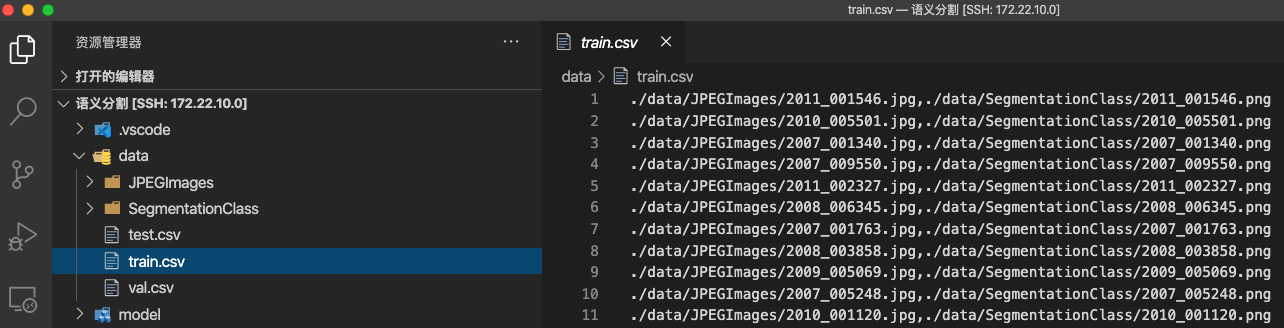 train.csv — 语义分割 [SSH: 172.22.10.0]
资源管理器
打开的编辑器
语义分割 [SSH: 172.22.10.0]
.vscode
data
JPEGImages
SegmentationClass
test.csv
train.csv
val.csv
model
train.csv
data > train.csv
1 ./data/JPEGImages/2011_001546.jpg,./data/SegmentationClass/2011_001546.png
2 ./data/JPEGImages/2010_005501.jpg,./data/SegmentationClass/2010_005501.png
3 ./data/JPEGImages/2007_001340.jpg,./data/SegmentationClass/2007_001340.png
4 ./data/JPEGImages/2007_009550.jpg,./data/SegmentationClass/2007_009550.png
5 ./data/JPEGImages/2011_002327.jpg,./data/SegmentationClass/2011_002327.png
6 ./data/JPEGImages/2008_006345.jpg,./data/SegmentationClass/2008_006345.png
7 ./data/JPEGImages/2007_001763.jpg,./data/SegmentationClass/2007_001763.png
8 ./data/JPEGImages/2008_003858.jpg,./data/SegmentationClass/2008_003858.png
9 ./data/JPEGImages/2009_005069.jpg,./data/SegmentationClass/2009_005069.png
10 ./data/JPEGImages/2007_005248.jpg,./data/SegmentationClass/2007_005248.png
11 ./data/JPEGImages/2010_001120.jpg,./data/SegmentationClass/2010_001120.png